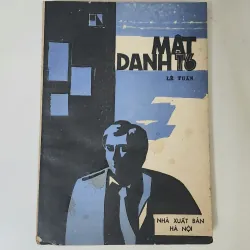 MẬT
DANH T6
LÊ TUẤN
NHÀ XUẤT BẢN
HÀ NỘI